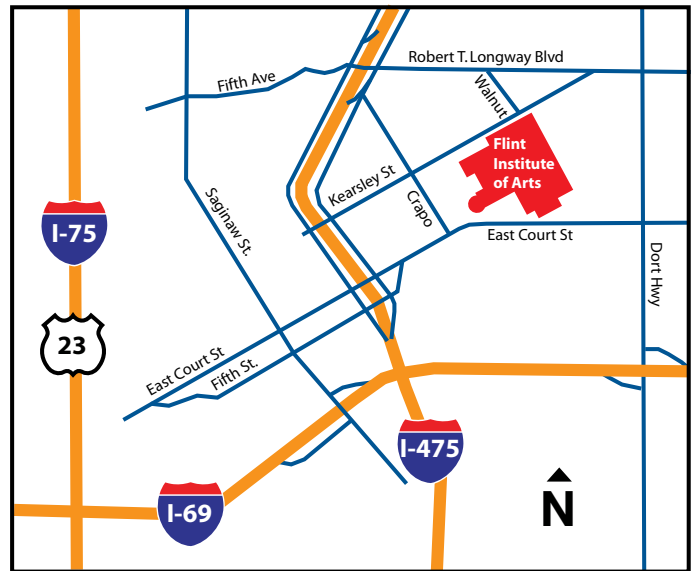 Robert T. Longway Blvd
Fifth Ave
Walnut
Flint
Institute
of Arts
Kearsley St
Crapo
Saginaw St.
East Court St
I-75
Dort Hwy
23
East Court St
Fifth St.
I-475
I-69
N